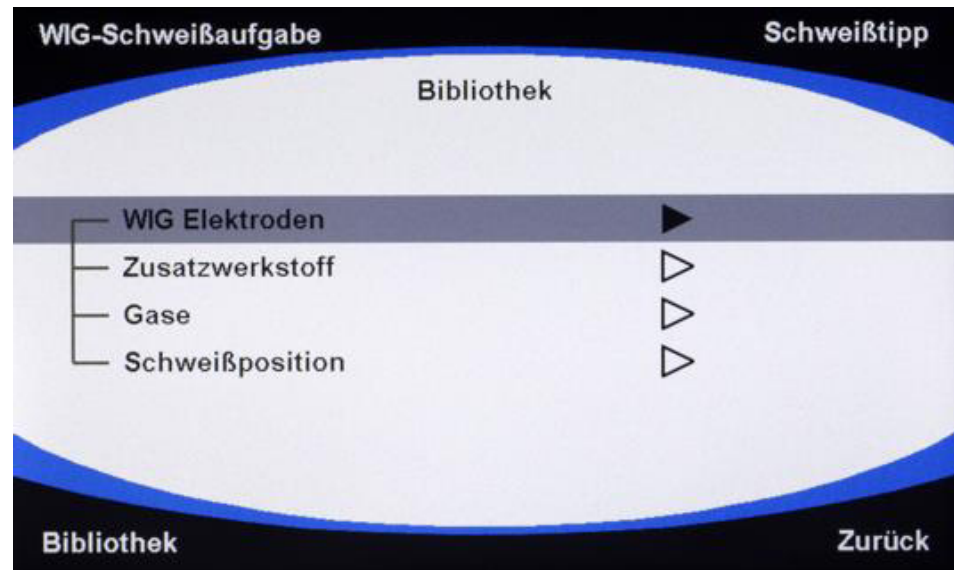 WIG-Schweißaufgabe
Schweißtipp
Bibliothek
WIG Elektroden
Zusatzwerkstoff
Gase
Schweißposition
Bibliothek
Zurück